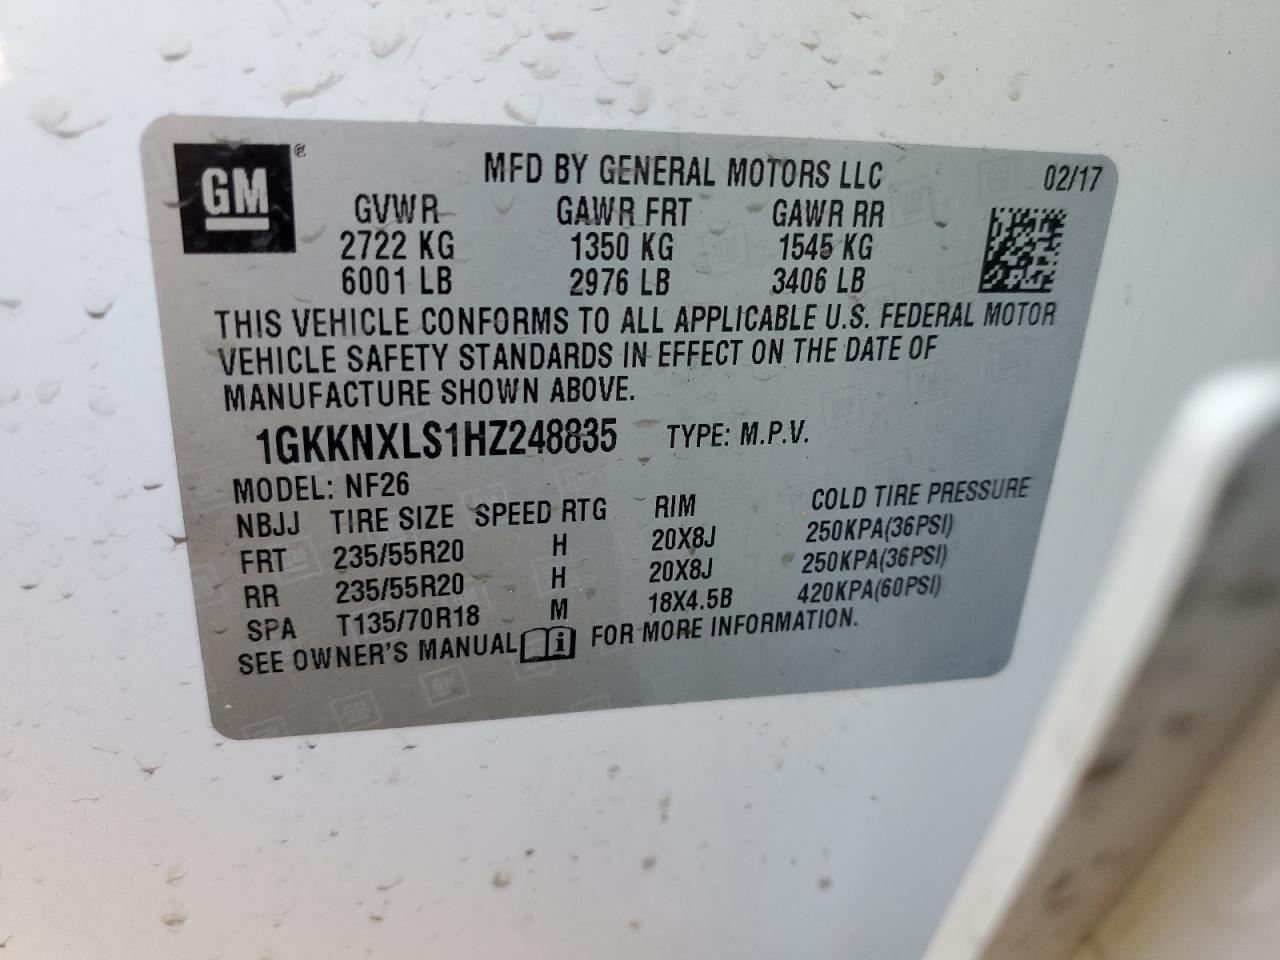 GM® MFD BY GENERAL MOTORS LLC 02/17
GVWR GAWR FRT GAWR RR
2722 KG 1350 KG 1545 KG
6001 LB 2976 LB 3406 LB
THIS VEHICLE CONFORMS TO ALL APPLICABLE U.S. FEDERAL MOTOR
VEHICLE SAFETY STANDARDS IN EFFECT ON THE DATE OF
MANUFACTURE SHOWN ABOVE.
1GKKNXLS1HZ248835 TYPE: M.P.V.
MODEL: NF26
NBJJ TIRE SIZE SPEED RTG RIM COLD TIRE PRESSURE
FRT 235/55R20 H 20X8J 250KPA(36PSI)
RR 235/55R20 H 20X8J 250KPA(36PSI)
SPA T135/70R18 M 18X4.5B 420KPA(60PSI)
SEE OWNER'S MANUAL i FOR MORE INFORMATION.